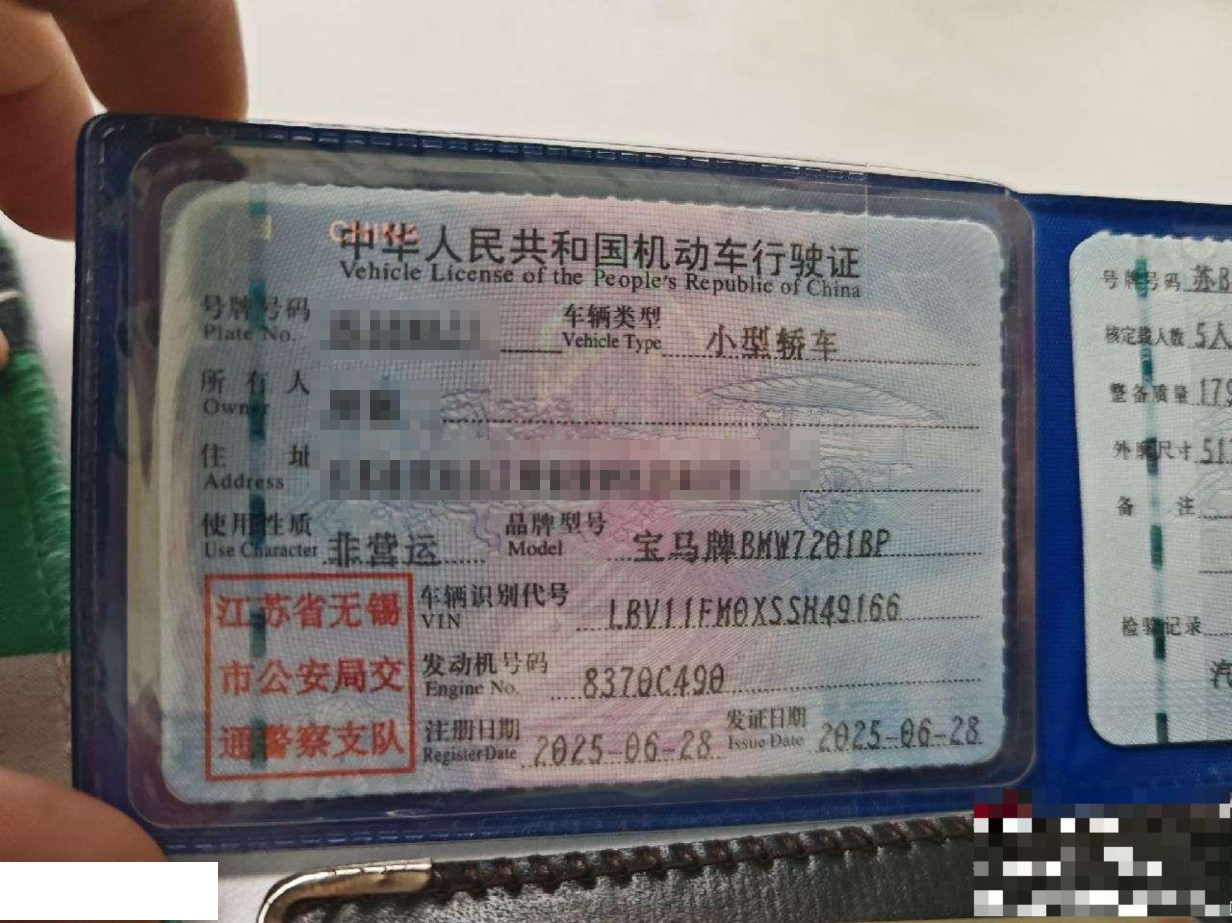 CHINA
中华人民共和国机动车行驶证
Vehicle License of the People's Republic of China
号牌号码
Plate No.
车辆类型
Vehicle Type
小型轿车
所有人
Owner
住址
Address
使用性质
Use Character
非营运
品牌型号
Model
宝马牌BMW7201BP
江苏省无锡
市公安局交
通警察支队
车辆识别代号
VIN
LBV11FM0XSSH49166
发动机号码
Engine No.
8370C490
注册日期
Register Date
2025-06-28
发证日期
Issue Date
2025-06-28
号牌号码 苏B
核定载人数 5人
整备质量 179
外廓尺寸 51
备注
检验记录